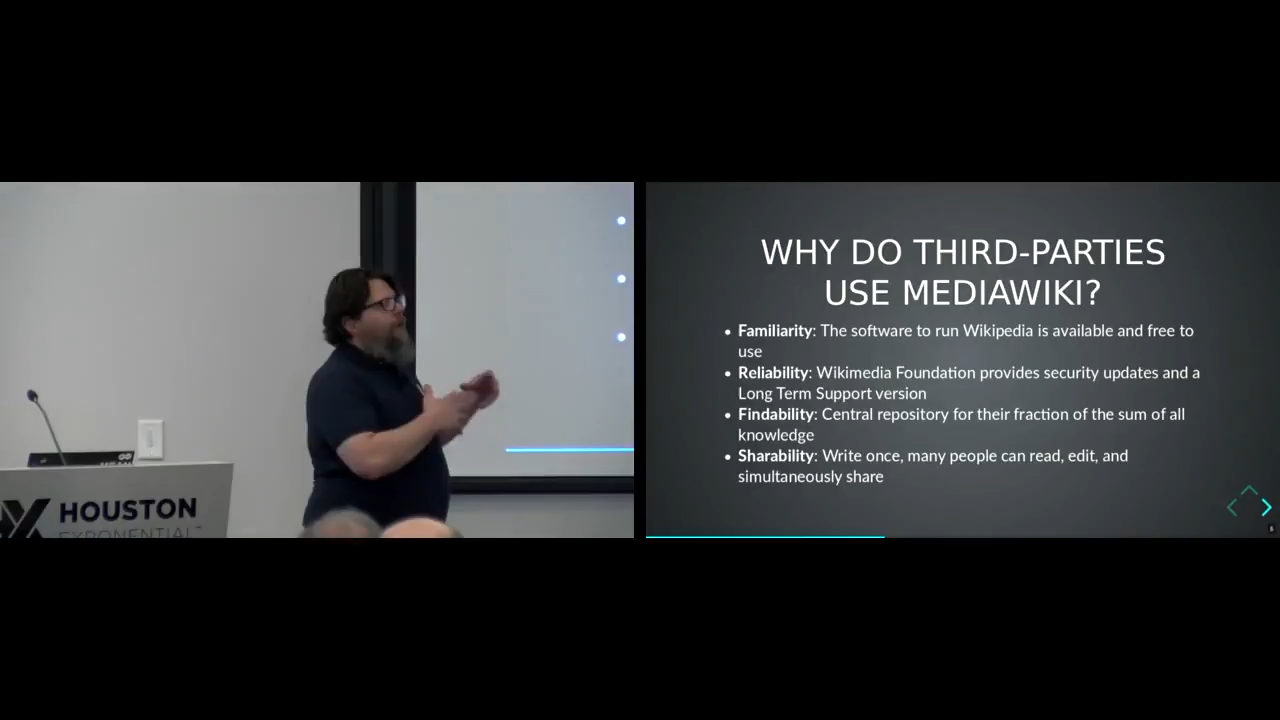 HOUSTON
EXPONENTIAL
WHY DO THIRD-PARTIES
USE MEDIAWIKI?
• Familiarity: The software to run Wikipedia is available and free to
use
• Reliability: Wikimedia Foundation provides security updates and a
Long Term Support version
• Findability: Central repository for their fraction of the sum of all
knowledge
• Sharability: Write once, many people can read, edit, and
simultaneously share